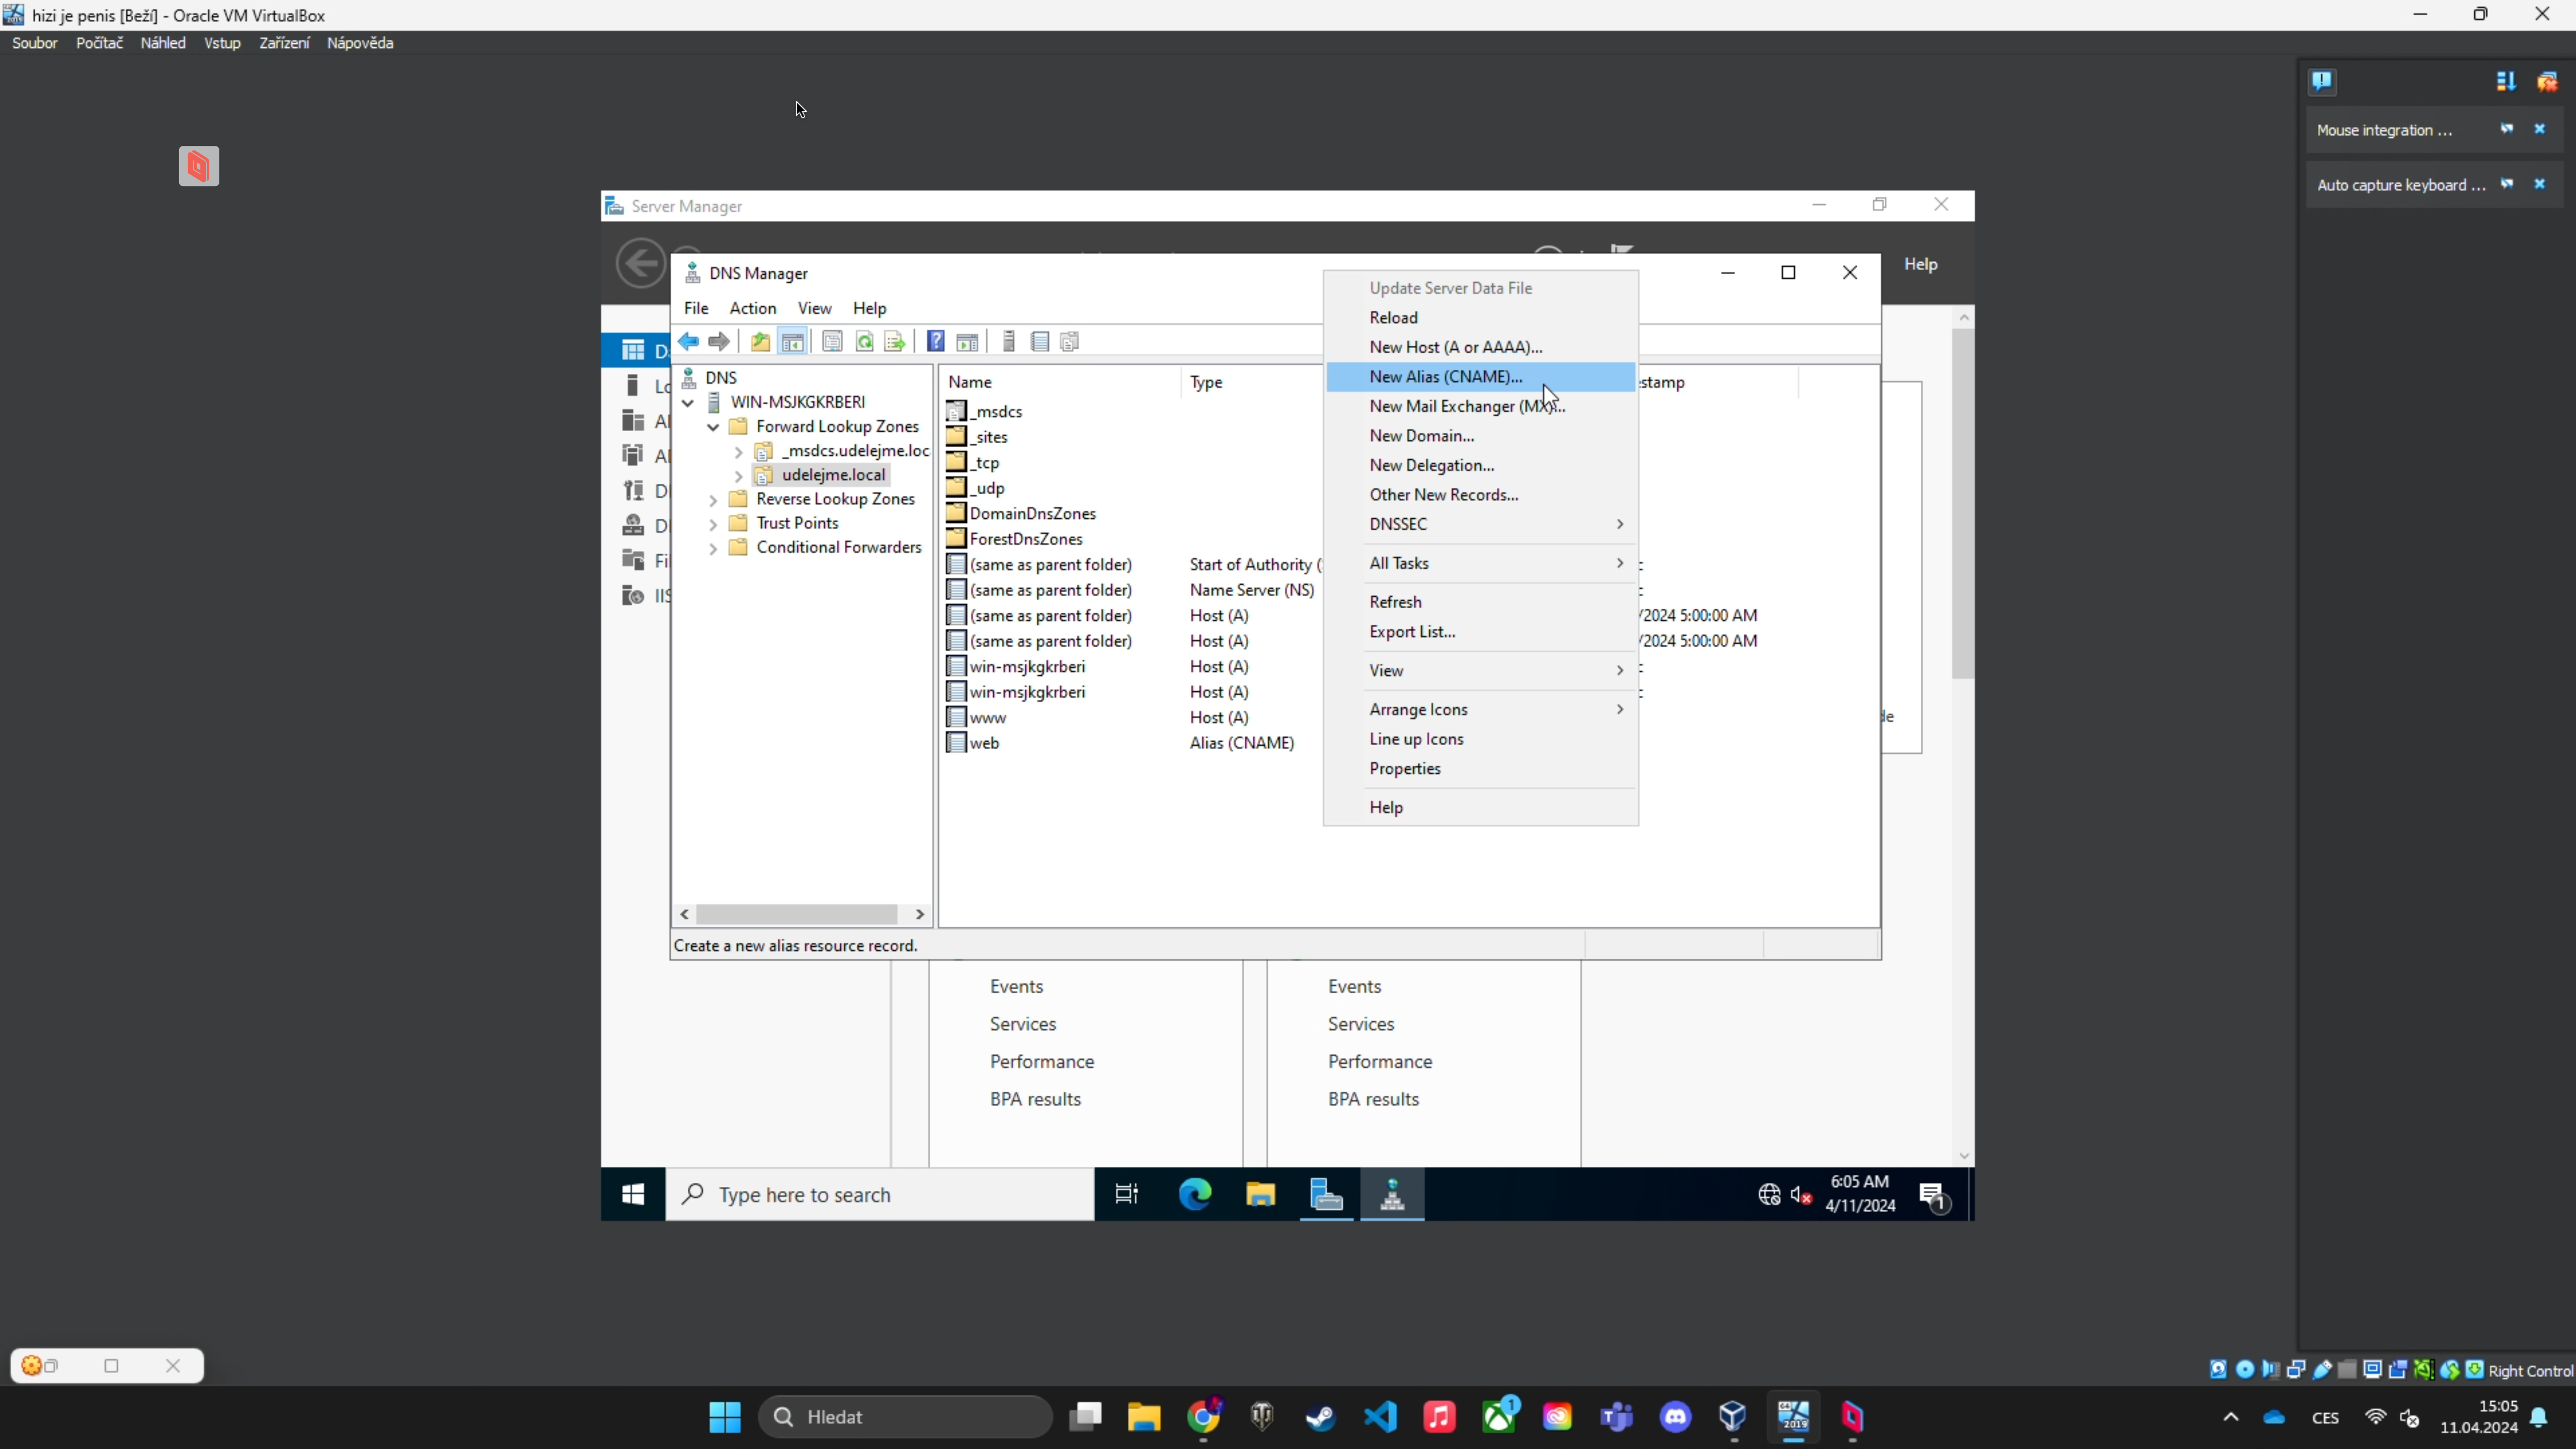 hizi je penis [Beží] - Oracle VM VirtualBox
Soubor Počítač Náhled Vstup Zařízení Nápověda
Mouse integration ...
Auto capture keyboard ...
Server Manager
Help
DNS Manager
File Action View Help
DNS
WIN-MSJKGKRBERI
Forward Lookup Zones
_msdcs.udelejme.loc
udelejme.local
Reverse Lookup Zones
Trust Points
Conditional Forwarders
Name Type stamp
_msdcs
_sites
_tcp
_udp
DomainDnsZones
ForestDnsZones
(same as parent folder) Start of Authority (
(same as parent folder) Name Server (NS)
(same as parent folder) Host (A) /2024 5:00:00 AM
(same as parent folder) Host (A) /2024 5:00:00 AM
win-msjkgkrberi Host (A)
win-msjkgkrberi Host (A)
www Host (A)
web Alias (CNAME)
Update Server Data File
Reload
New Host (A or AAAA)...
New Alias (CNAME)...
New Mail Exchanger (MX)...
New Domain...
New Delegation...
Other New Records...
DNSSEC
All Tasks
Refresh
Export List...
View
Arrange Icons
Line up Icons
Properties
Help
Create a new alias resource record.
Events Events
Services Services
Performance Performance
BPA results BPA results
Type here to search
6:05 AM
4/11/2024
1
Right Control
Hledat
1
CES
15:05
11.04.2024